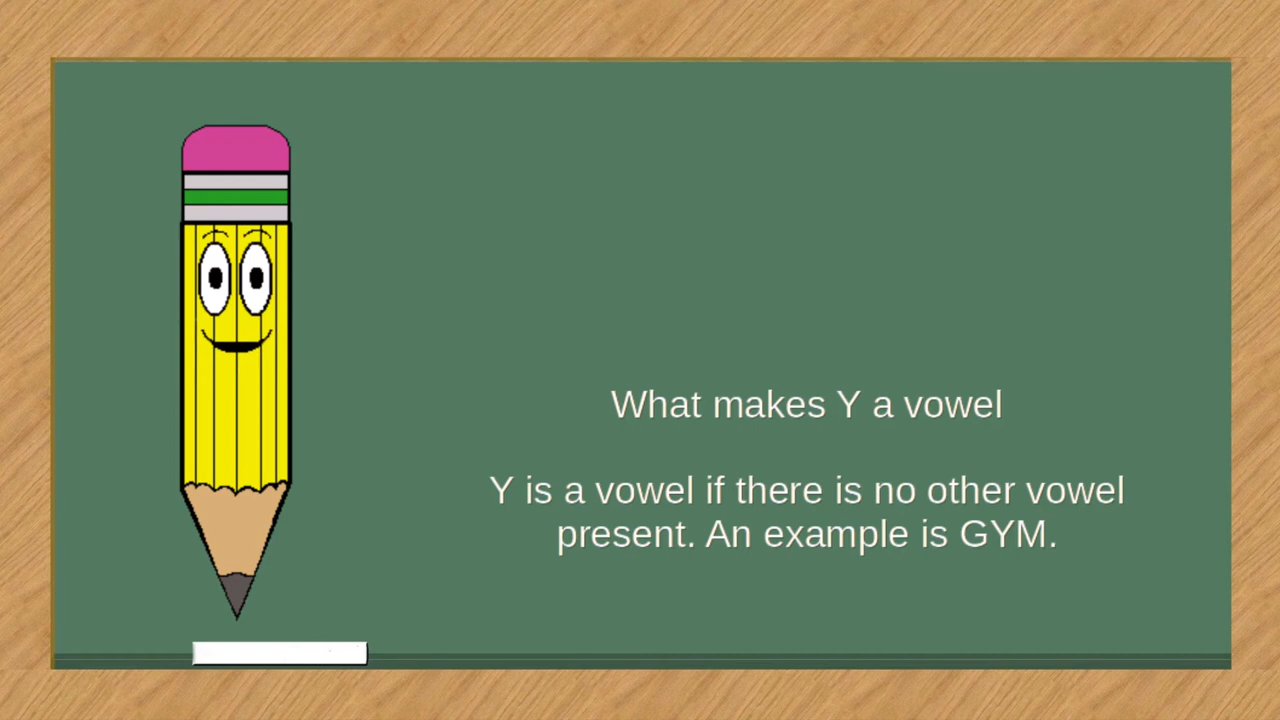 What makes Y a vowel
Y is a vowel if there is no other vowel
present. An example is GYM.